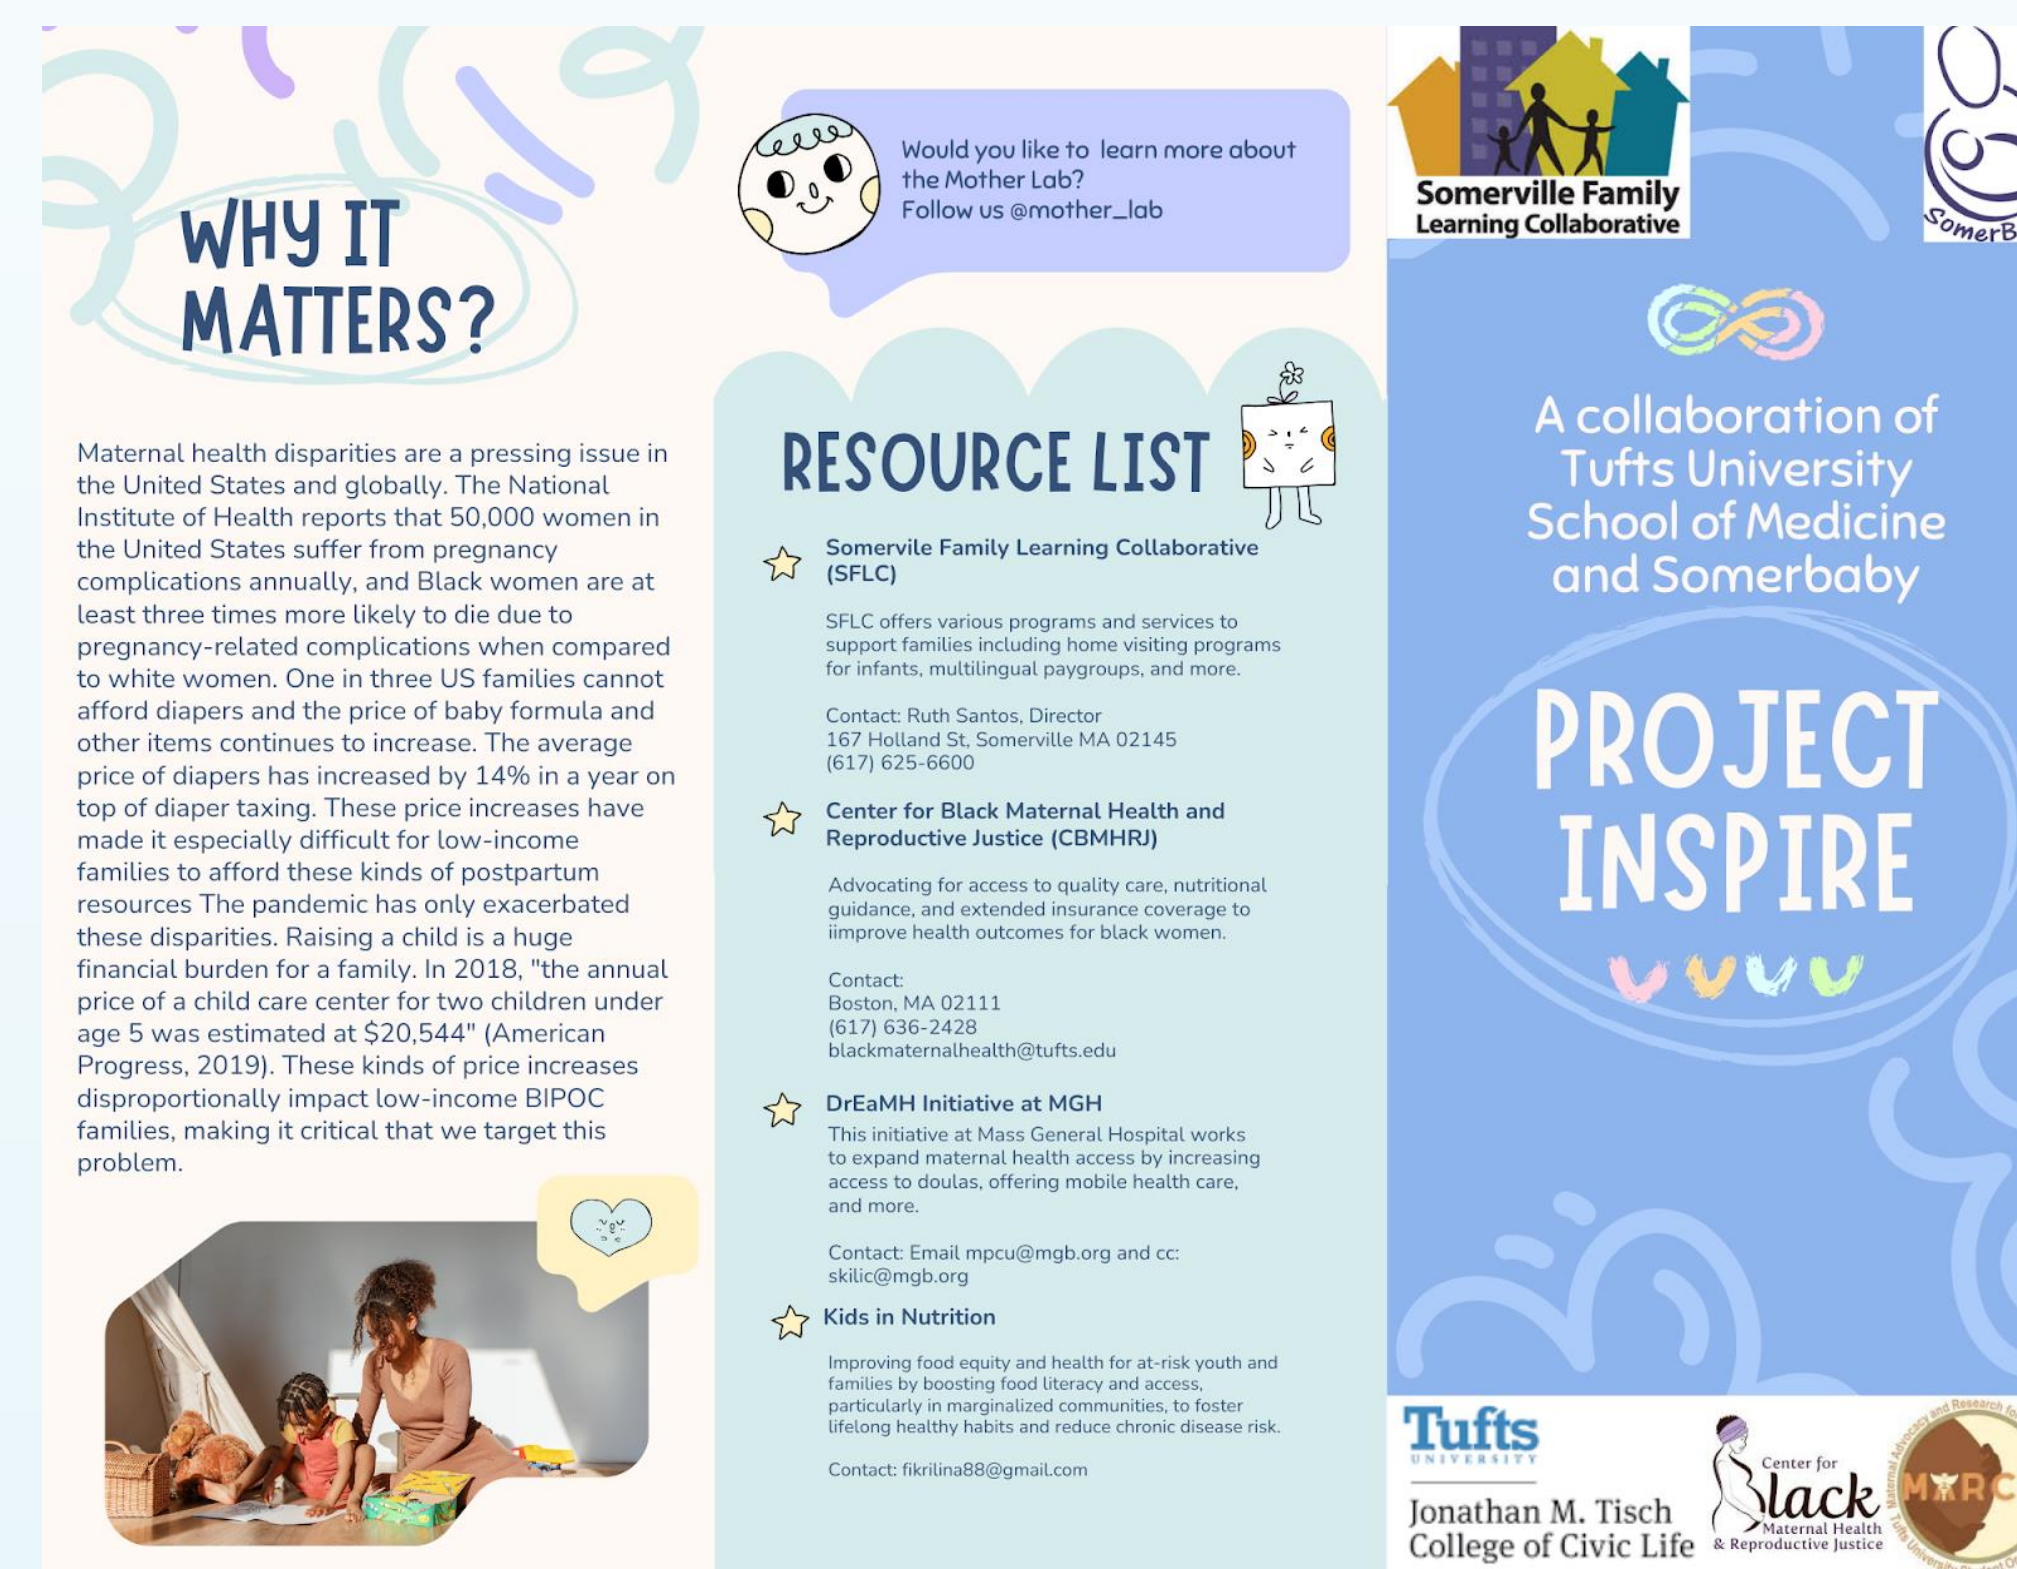 WHY IT
MATTERS?
Maternal health disparities are a pressing issue in
the United States and globally. The National
Institute of Health reports that 50,000 women in
the United States suffer from pregnancy
complications annually, and Black women are at
least three times more likely to die due to
pregnancy-related complications when compared
to white women. One in three US families cannot
afford diapers and the price of baby formula and
other items continues to increase. The average
price of diapers has increased by 14% in a year on
top of diaper taxing. These price increases have
made it especially difficult for low-income
families to afford these kinds of postpartum
resources The pandemic has only exacerbated
these disparities. Raising a child is a huge
financial burden for a family. In 2018, "the annual
price of a child care center for two children under
age 5 was estimated at $20,544" (American
Progress, 2019). These kinds of price increases
disproportionally impact low-income BIPOC
families, making it critical that we target this
problem.
Would you like to learn more about
the Mother Lab?
Follow us @mother_lab
RESOURCE LIST
Somervile Family Learning Collaborative
(SFLC)
SFLC offers various programs and services to
support families including home visiting programs
for infants, multilingual paygroups, and more.
Contact: Ruth Santos, Director
167 Holland St, Somerville MA 02145
(617) 625-6600
Center for Black Maternal Health and
Reproductive Justice (CBMHRJ)
Advocating for access to quality care, nutritional
guidance, and extended insurance coverage to
iimprove health outcomes for black women.
Contact:
Boston, MA 02111
(617) 636-2428
blackmaternalhealth@tufts.edu
DrEaMH Initiative at MGH
This initiative at Mass General Hospital works
to expand maternal health access by increasing
access to doulas, offering mobile health care,
and more.
Contact: Email mpcu@mgb.org and cc:
skilic@mgb.org
Kids in Nutrition
Improving food equity and health for at-risk youth and
families by boosting food literacy and access,
particularly in marginalized communities, to foster
lifelong healthy habits and reduce chronic disease risk.
Contact: fikrilina88@gmail.com
Somerville Family
Learning Collaborative
SomerB
A collaboration of
Tufts University
School of Medicine
and Somerbaby
PROJECT
INSPIRE
Tufts
UNIVERSITY
Jonathan M. Tisch
College of Civic Life
Center for
Black
Maternal Health
& Reproductive Justice
Maternal Advocacy and Research for
MARC
Tufts University Student